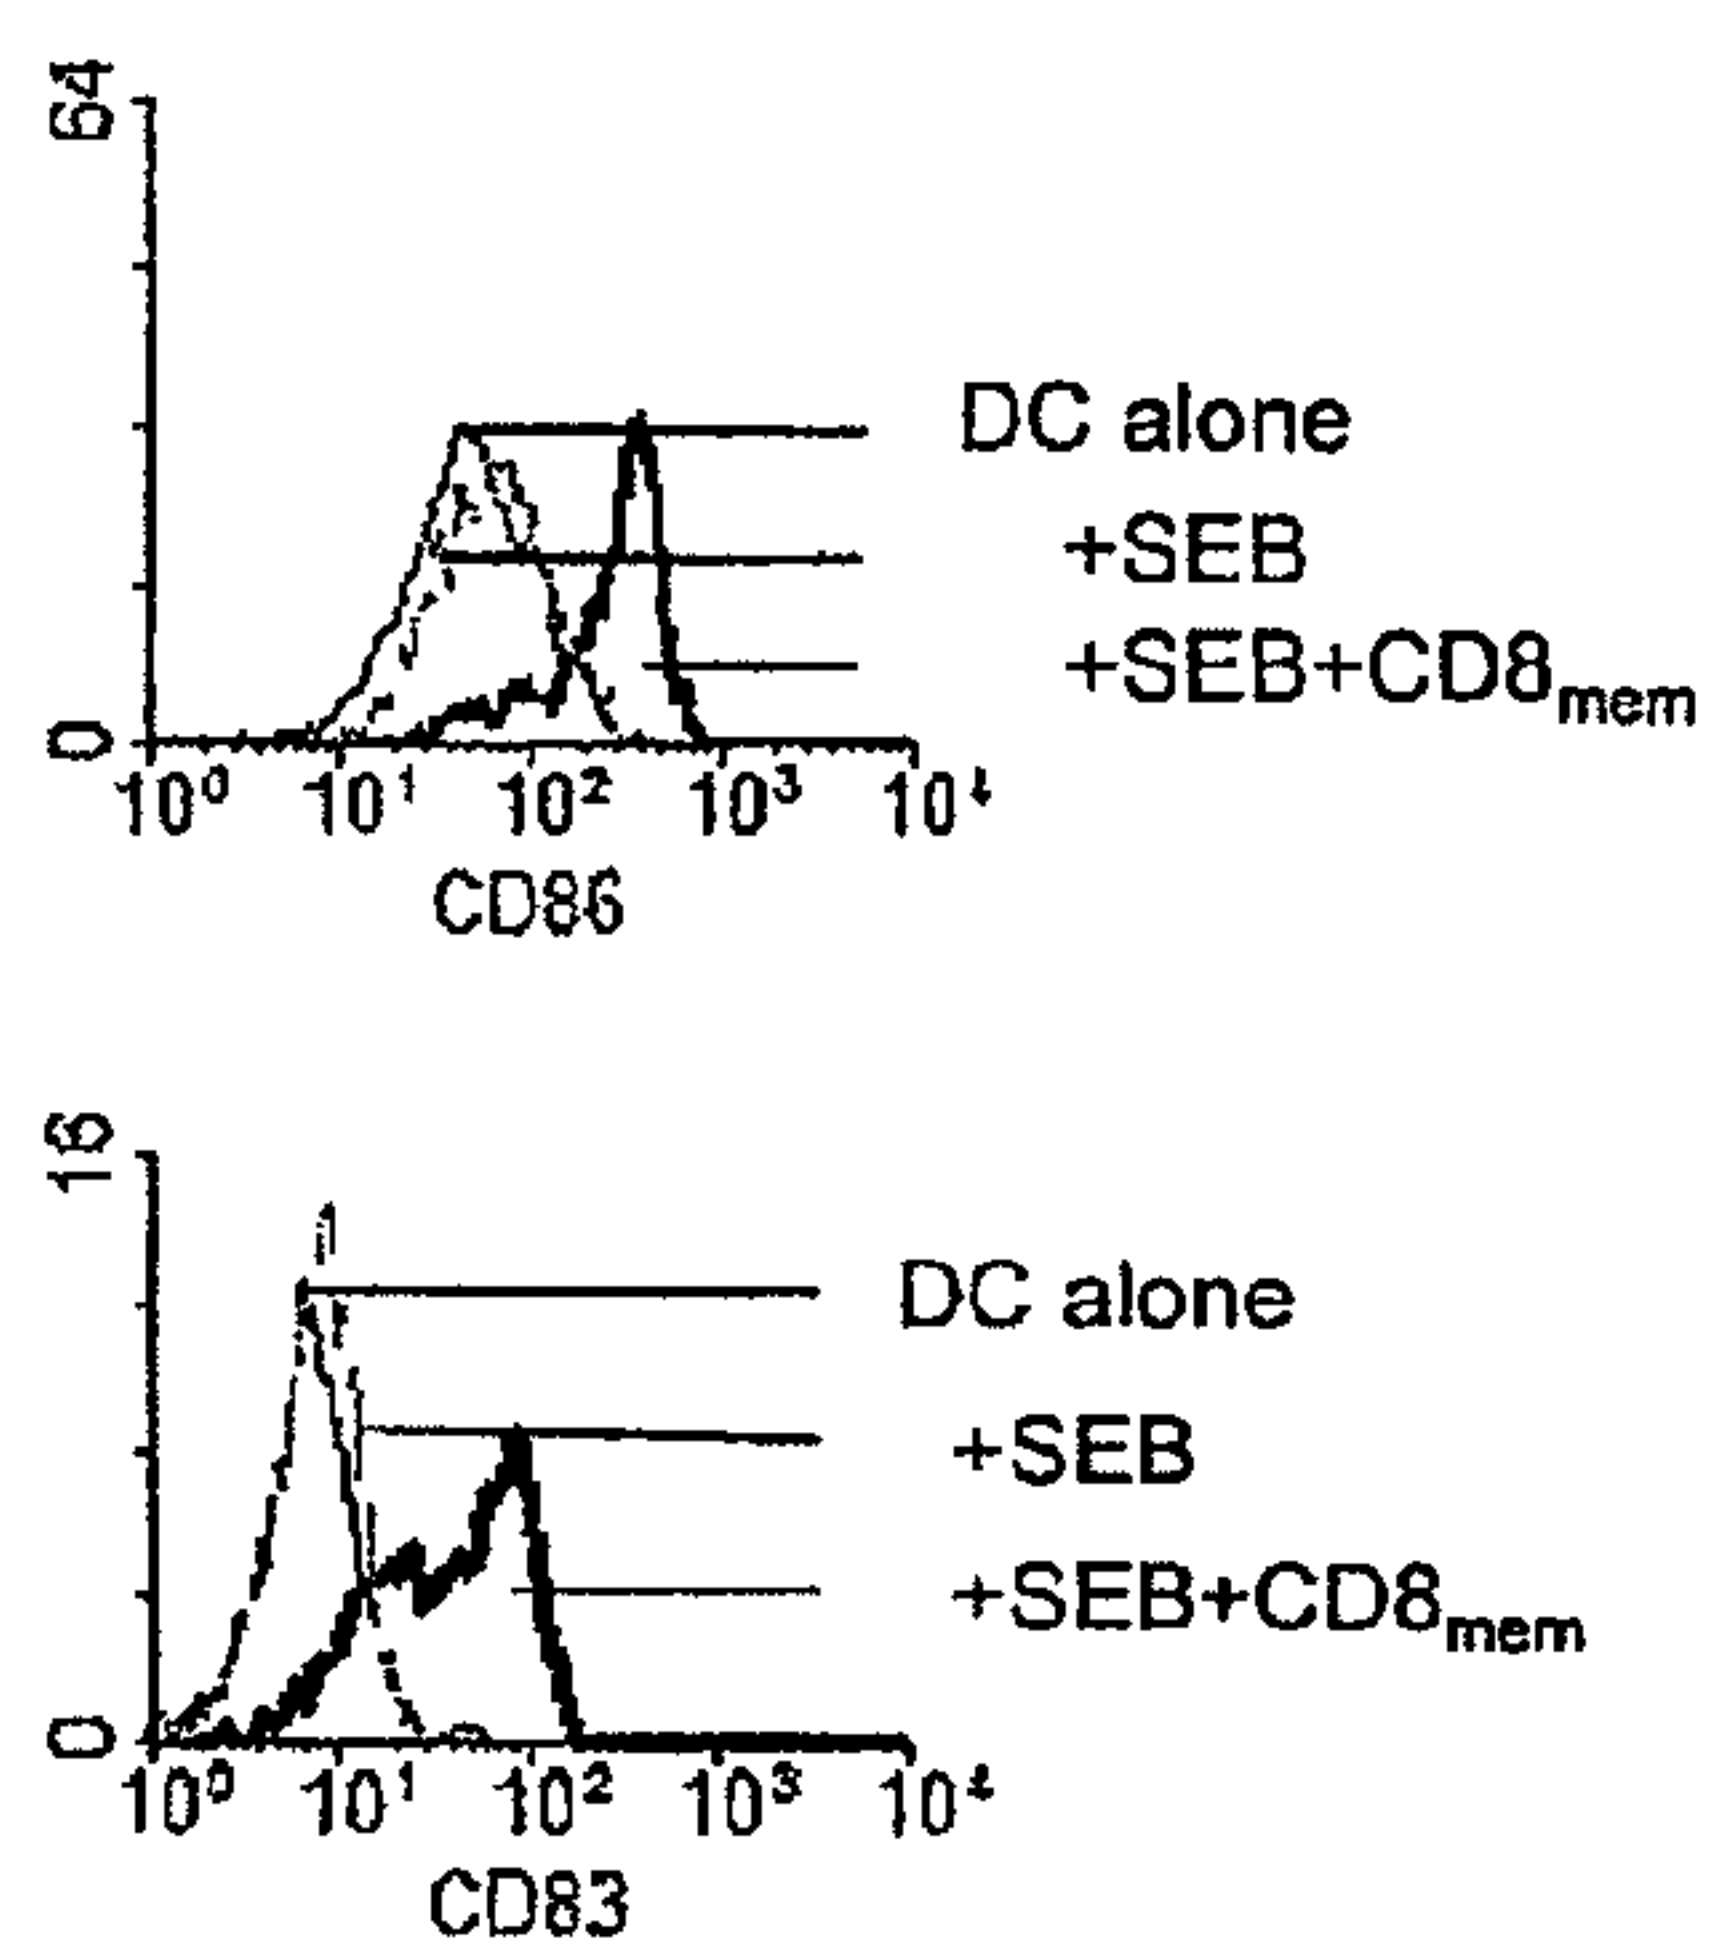 64
DC alone
+SEB
+SEB+CD8mem
0
10⁰ 10¹ 10² 10³ 10⁴
CD86
16
DC alone
+SEB
+SEB+CD8mem
0
10⁰ 10¹ 10² 10³ 10⁴
CD83